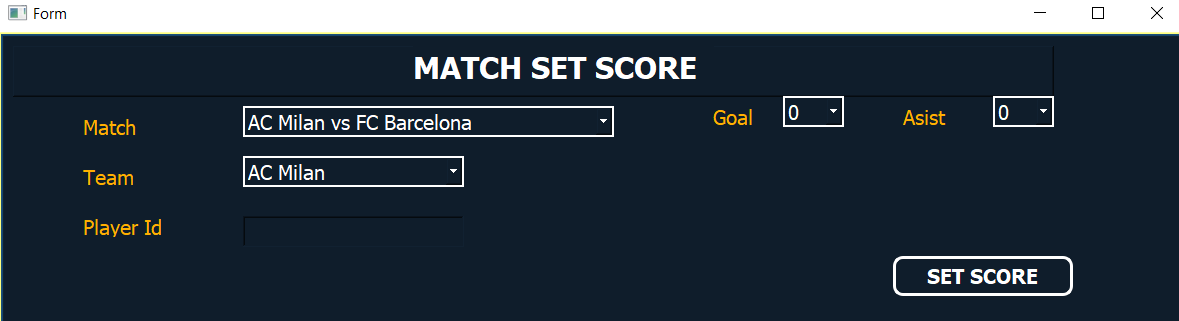 Form
MATCH SET SCORE
Match AC Milan vs FC Barcelona Goal 0 Asist 0
Team AC Milan
Player Id
SET SCORE